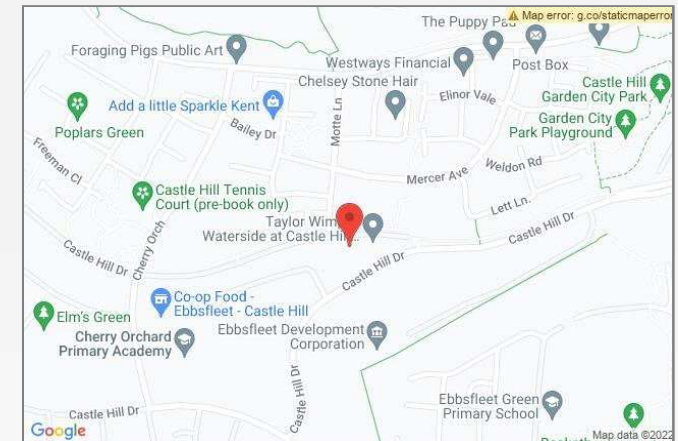 The Puppy Pad
Map error: g.co/staticmaperror
Foraging Pigs Public Art
Westways Financial
Post Box
Chelsey Stone Hair
Castle Hill
Garden City Park
Elinor Vale
Add a little Sparkle Kent
Motte Ln
Garden City
Park Playground
Poplars Green
Bailey Dr
Freeman Cl
Mercer Ave
Weldon Rd
Castle Hill Tennis
Court (pre-book only)
Lett Ln.
Taylor Wim
Waterside at Castle Hill...
Castle Hill Dr
Cherry Orch
Castle Hill Dr
Castle Hill Dr
Co-op Food -
Ebbsfleet - Castle Hill
Elm's Green
Cherry Orchard
Primary Academy
Ebbsfleet Development
Corporation
Castle Hill Dr
Ebbsfleet Green
Primary School
Castle Hill Dr
Google
Map data ©2022